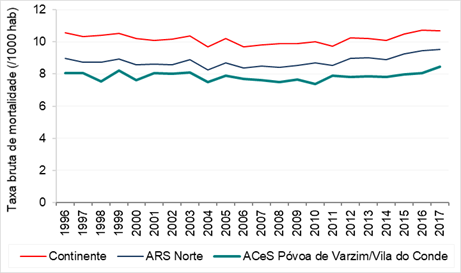 Taxa bruta de mortalidade (/1000 hab)
12
10
8
6
4
2
0
1996 1997 1998 1999 2000 2001 2002 2003 2004 2005 2006 2007 2008 2009 2010 2011 2012 2013 2014 2015 2016 2017
Continente ARS Norte ACeS Póvoa de Varzim/Vila do Conde